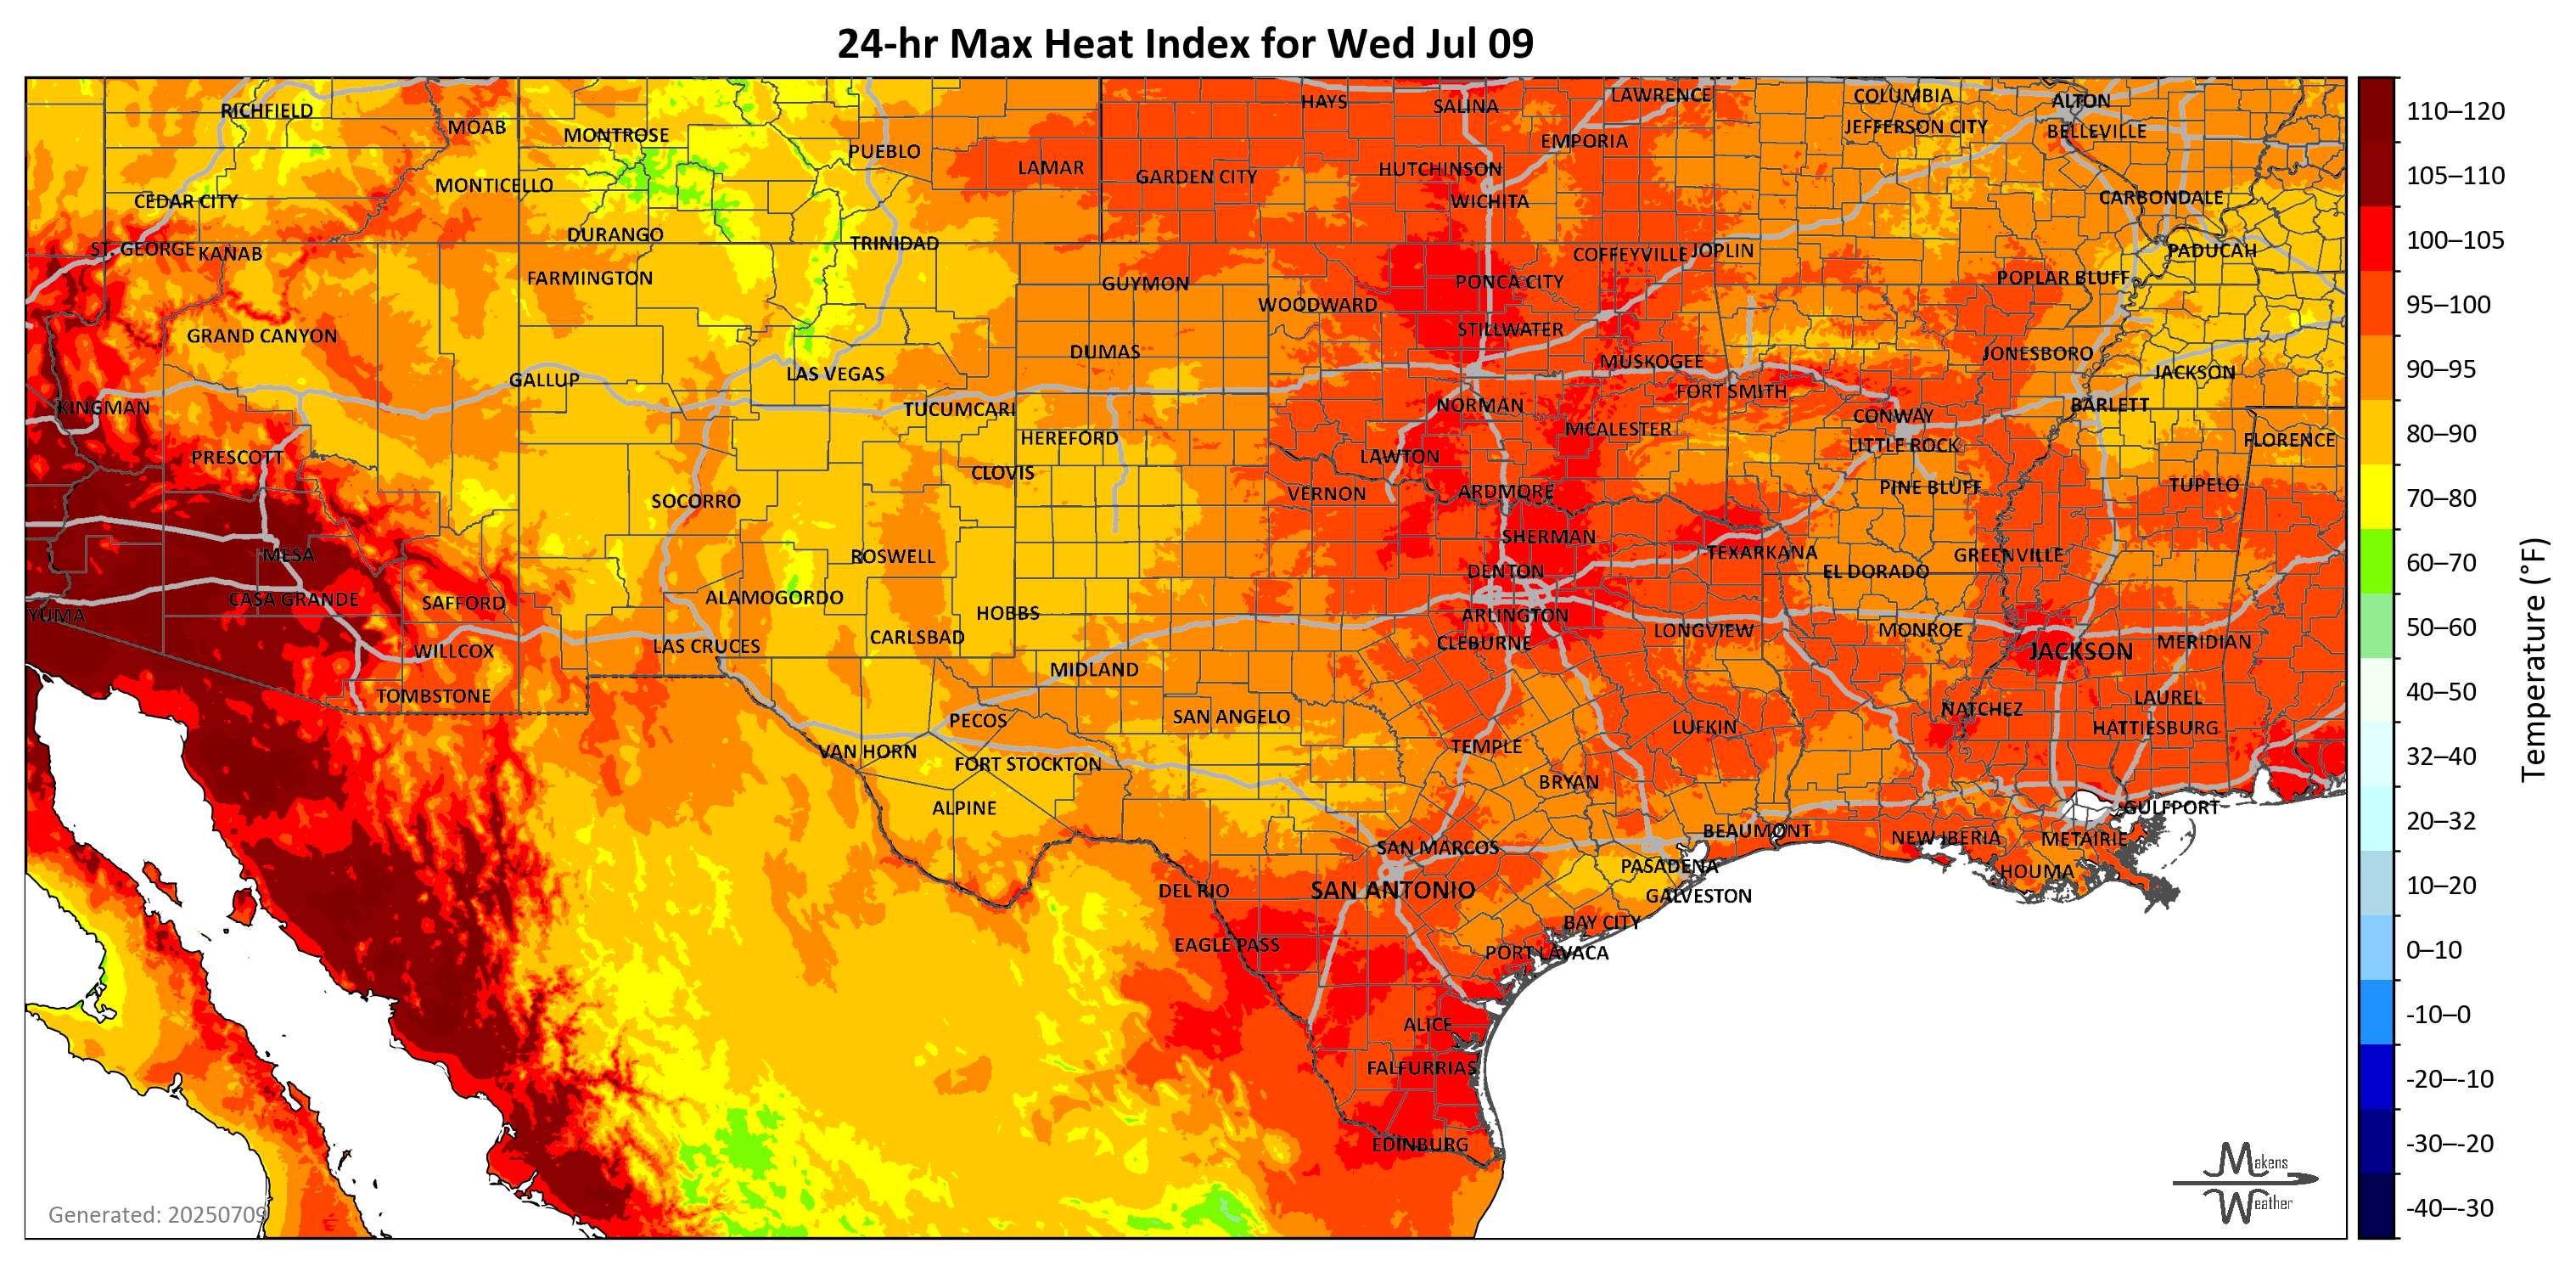 24-hr Max Heat Index for Wed Jul 09
RICHFIELD
MOAB
MONTROSE
PUEBLO
LAMAR
HAYS
SALINA
LAWRENCE
EMPORIA
COLUMBIA
JEFFERSON CITY
ALTON
BELLEVILLE
GARDEN CITY
HUTCHINSON
WICHITA
CEDAR CITY
MONTICELLO
CARBONDALE
ST. GEORGE
KANAB
DURANGO
TRINIDAD
COFFEYVILLE
JOPLIN
PADUCAH
FARMINGTON
GUYMON
PONCA CITY
POPLAR BLUFF
WOODWARD
GRAND CANYON
STILLWATER
DUMAS
MUSKOGEE
JONESBORO
GALLUP
LAS VEGAS
FORT SMITH
JACKSON
KINGMAN
TUCUMCARI
NORMAN
CONWAY
BARLETT
HEREFORD
MCALESTER
LITTLE ROCK
FLORENCE
PRESCOTT
CLOVIS
LAWTON
SOCORRO
VERNON
ARDMORE
PINE BLUFF
TUPELO
MESA
ROSWELL
SHERMAN
TEXARKANA
GREENVILLE
DENTON
EL DORADO
CASA GRANDE
SAFFORD
ALAMOGORDO
YUMA
HOBBS
ARLINGTON
WILLCOX
LAS CRUCES
CARLSBAD
CLEBURNE
LONGVIEW
MONROE
JACKSON
MERIDIAN
MIDLAND
TOMBSTONE
PECOS
SAN ANGELO
LAUREL
NATCHEZ
HATTIESBURG
VAN HORN
FORT STOCKTON
TEMPLE
LUFKIN
ALPINE
BRYAN
GULFPORT
SAN MARCOS
BEAUMONT
NEW IBERIA
METAIRIE
DEL RIO
SAN ANTONIO
PASADENA
HOUMA
GALVESTON
EAGLE PASS
BAY CITY
PORT LAVACA
ALICE
FALFURRIAS
EDINBURG
110–120
105–110
100–105
95–100
90–95
80–90
70–80
60–70
50–60
40–50
32–40
20–32
10–20
0–10
-10–0
-20–-10
-30–-20
-40–-30
Temperature (°F)
Generated: 20250709
Makens
Weather